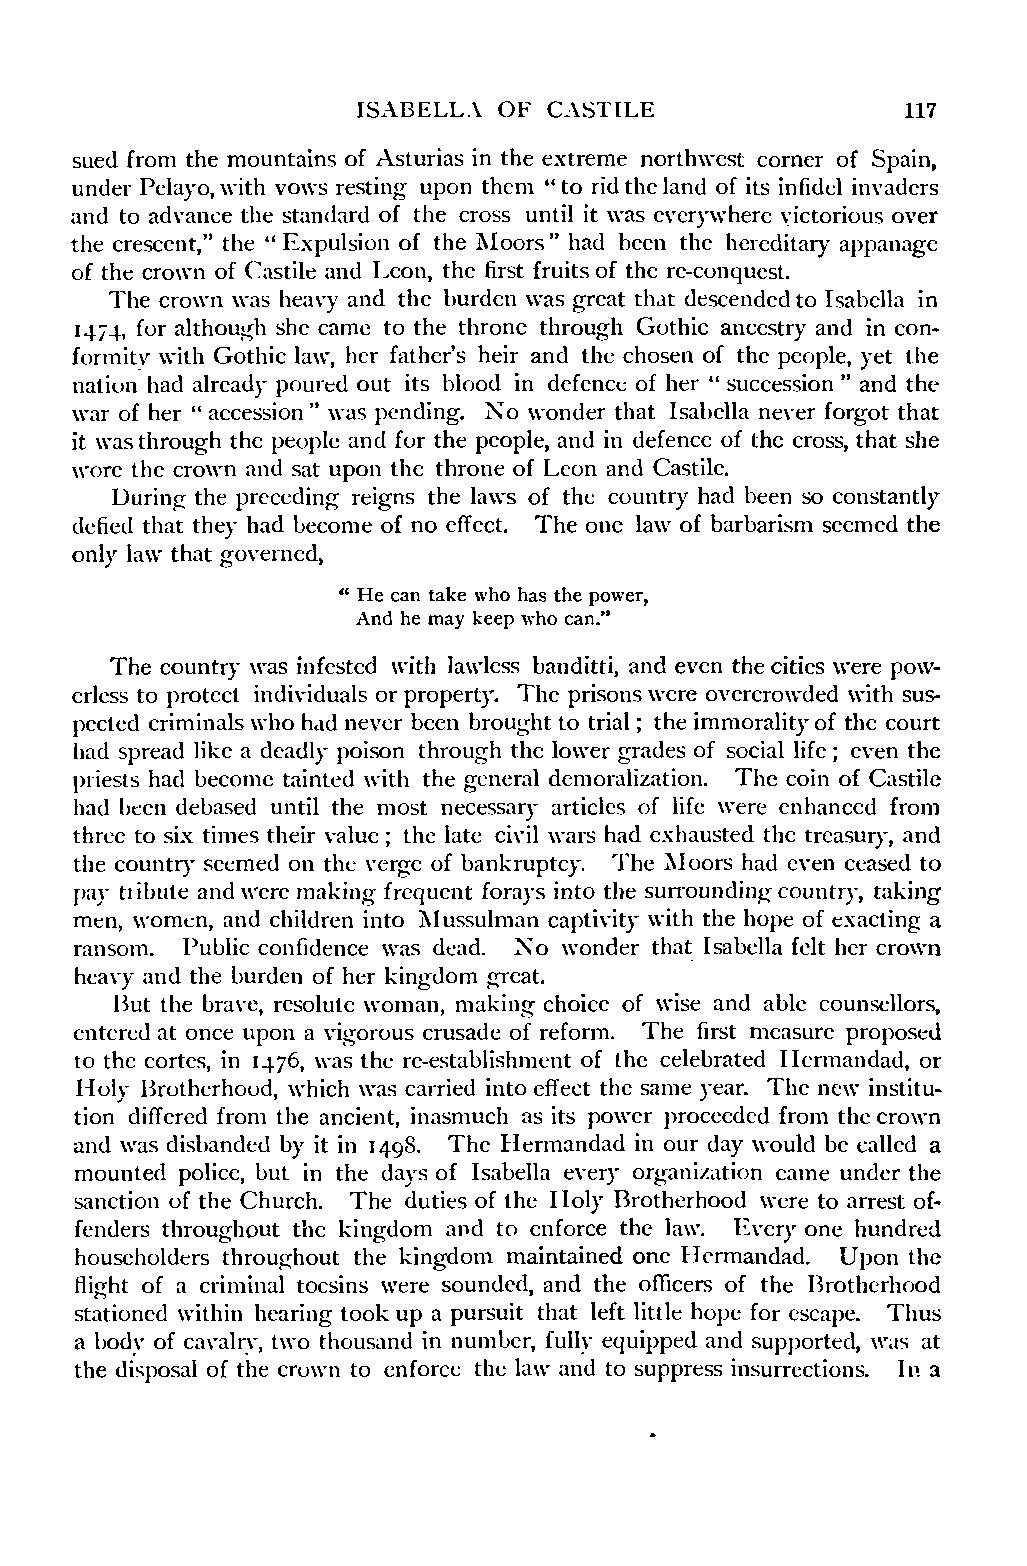 ISABELLA OF CASTILE 117
sued from the mountains of Asturias in the extreme northwest corner of Spain,
under Pelayo, with vows resting upon them “to rid the land of its infidel invaders
and to advance the standard of the cross until it was everywhere victorious over
the crescent,” the “Expulsion of the Moors” had been the hereditary appanage
of the crown of Castile and Leon, the first fruits of the re-conquest.
The crown was heavy and the burden was great that descended to Isabella in
1474, for although she came to the throne through Gothic ancestry and in con-
formity with Gothic law, her father’s heir and the chosen of the people, yet the
nation had already poured out its blood in defence of her “succession” and the
war of her “accession” was pending. No wonder that Isabella never forgot that
it was through the people and for the people, and in defence of the cross, that she
wore the crown and sat upon the throne of Leon and Castile.
During the preceding reigns the laws of the country had been so constantly
defied that they had become of no effect. The one law of barbarism seemed the
only law that governed,
“He can take who has the power,
And he may keep who can.”
The country was infested with lawless banditti, and even the cities were pow-
erless to protect individuals or property. The prisons were overcrowded with sus-
pected criminals who had never been brought to trial; the immorality of the court
had spread like a deadly poison through the lower grades of social life; even the
priests had become tainted with the general demoralization. The coin of Castile
had been debased until the most necessary articles of life were enhanced from
three to six times their value; the late civil wars had exhausted the treasury, and
the country seemed on the verge of bankruptcy. The Moors had even ceased to
pay tribute and were making frequent forays into the surrounding country, taking
men, women, and children into Mussulman captivity with the hope of exacting a
ransom. Public confidence was dead. No wonder that Isabella felt her crown
heavy and the burden of her kingdom great.
But the brave, resolute woman, making choice of wise and able counsellors,
entered at once upon a vigorous crusade of reform. The first measure proposed
to the cortes, in 1476, was the re-establishment of the celebrated Hermandad, or
Holy Brotherhood, which was carried into effect the same year. The new institu-
tion differed from the ancient, inasmuch as its power proceeded from the crown
and was disbanded by it in 1498. The Hermandad in our day would be called a
mounted police, but in the days of Isabella every organization came under the
sanction of the Church. The duties of the Holy Brotherhood were to arrest of-
fenders throughout the kingdom and to enforce the law. Every one hundred
householders throughout the kingdom maintained one Hermandad. Upon the
flight of a criminal tocsins were sounded, and the officers of the Brotherhood
stationed within hearing took up a pursuit that left little hope for escape. Thus
a body of cavalry, two thousand in number, fully equipped and supported, was at
the disposal of the crown to enforce the law and to suppress insurrections. In a